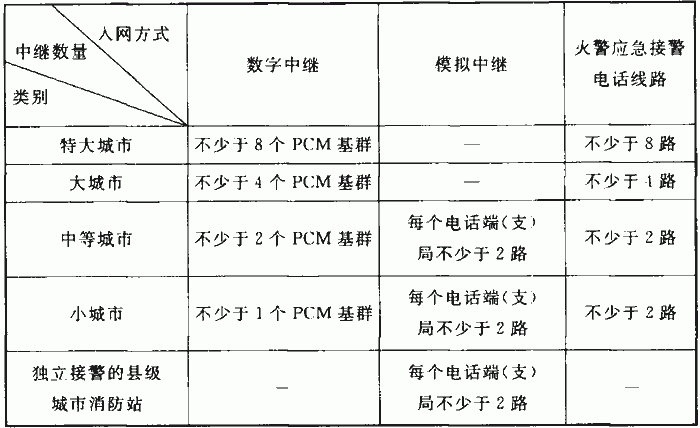 入网方式
中继数量
类别
数字中继
模拟中继
火警应急接警
电话线路
特大城市
不少于 8 个 PCM 基群
—
不少于 8 路
大城市
不少于 4 个 PCM 基群
—
不少于 1 路
中等城市
不少于 2 个 PCM 基群
每个电话端(支)
局不少于 2 路
不少于 2 路
小城市
不少于 1 个 PCM 基群
每个电话端(支)
局不少于 2 路
不少于 2 路
独立接警的县级
城市消防站
—
每个电话端(支)
局不少于 2 路
—